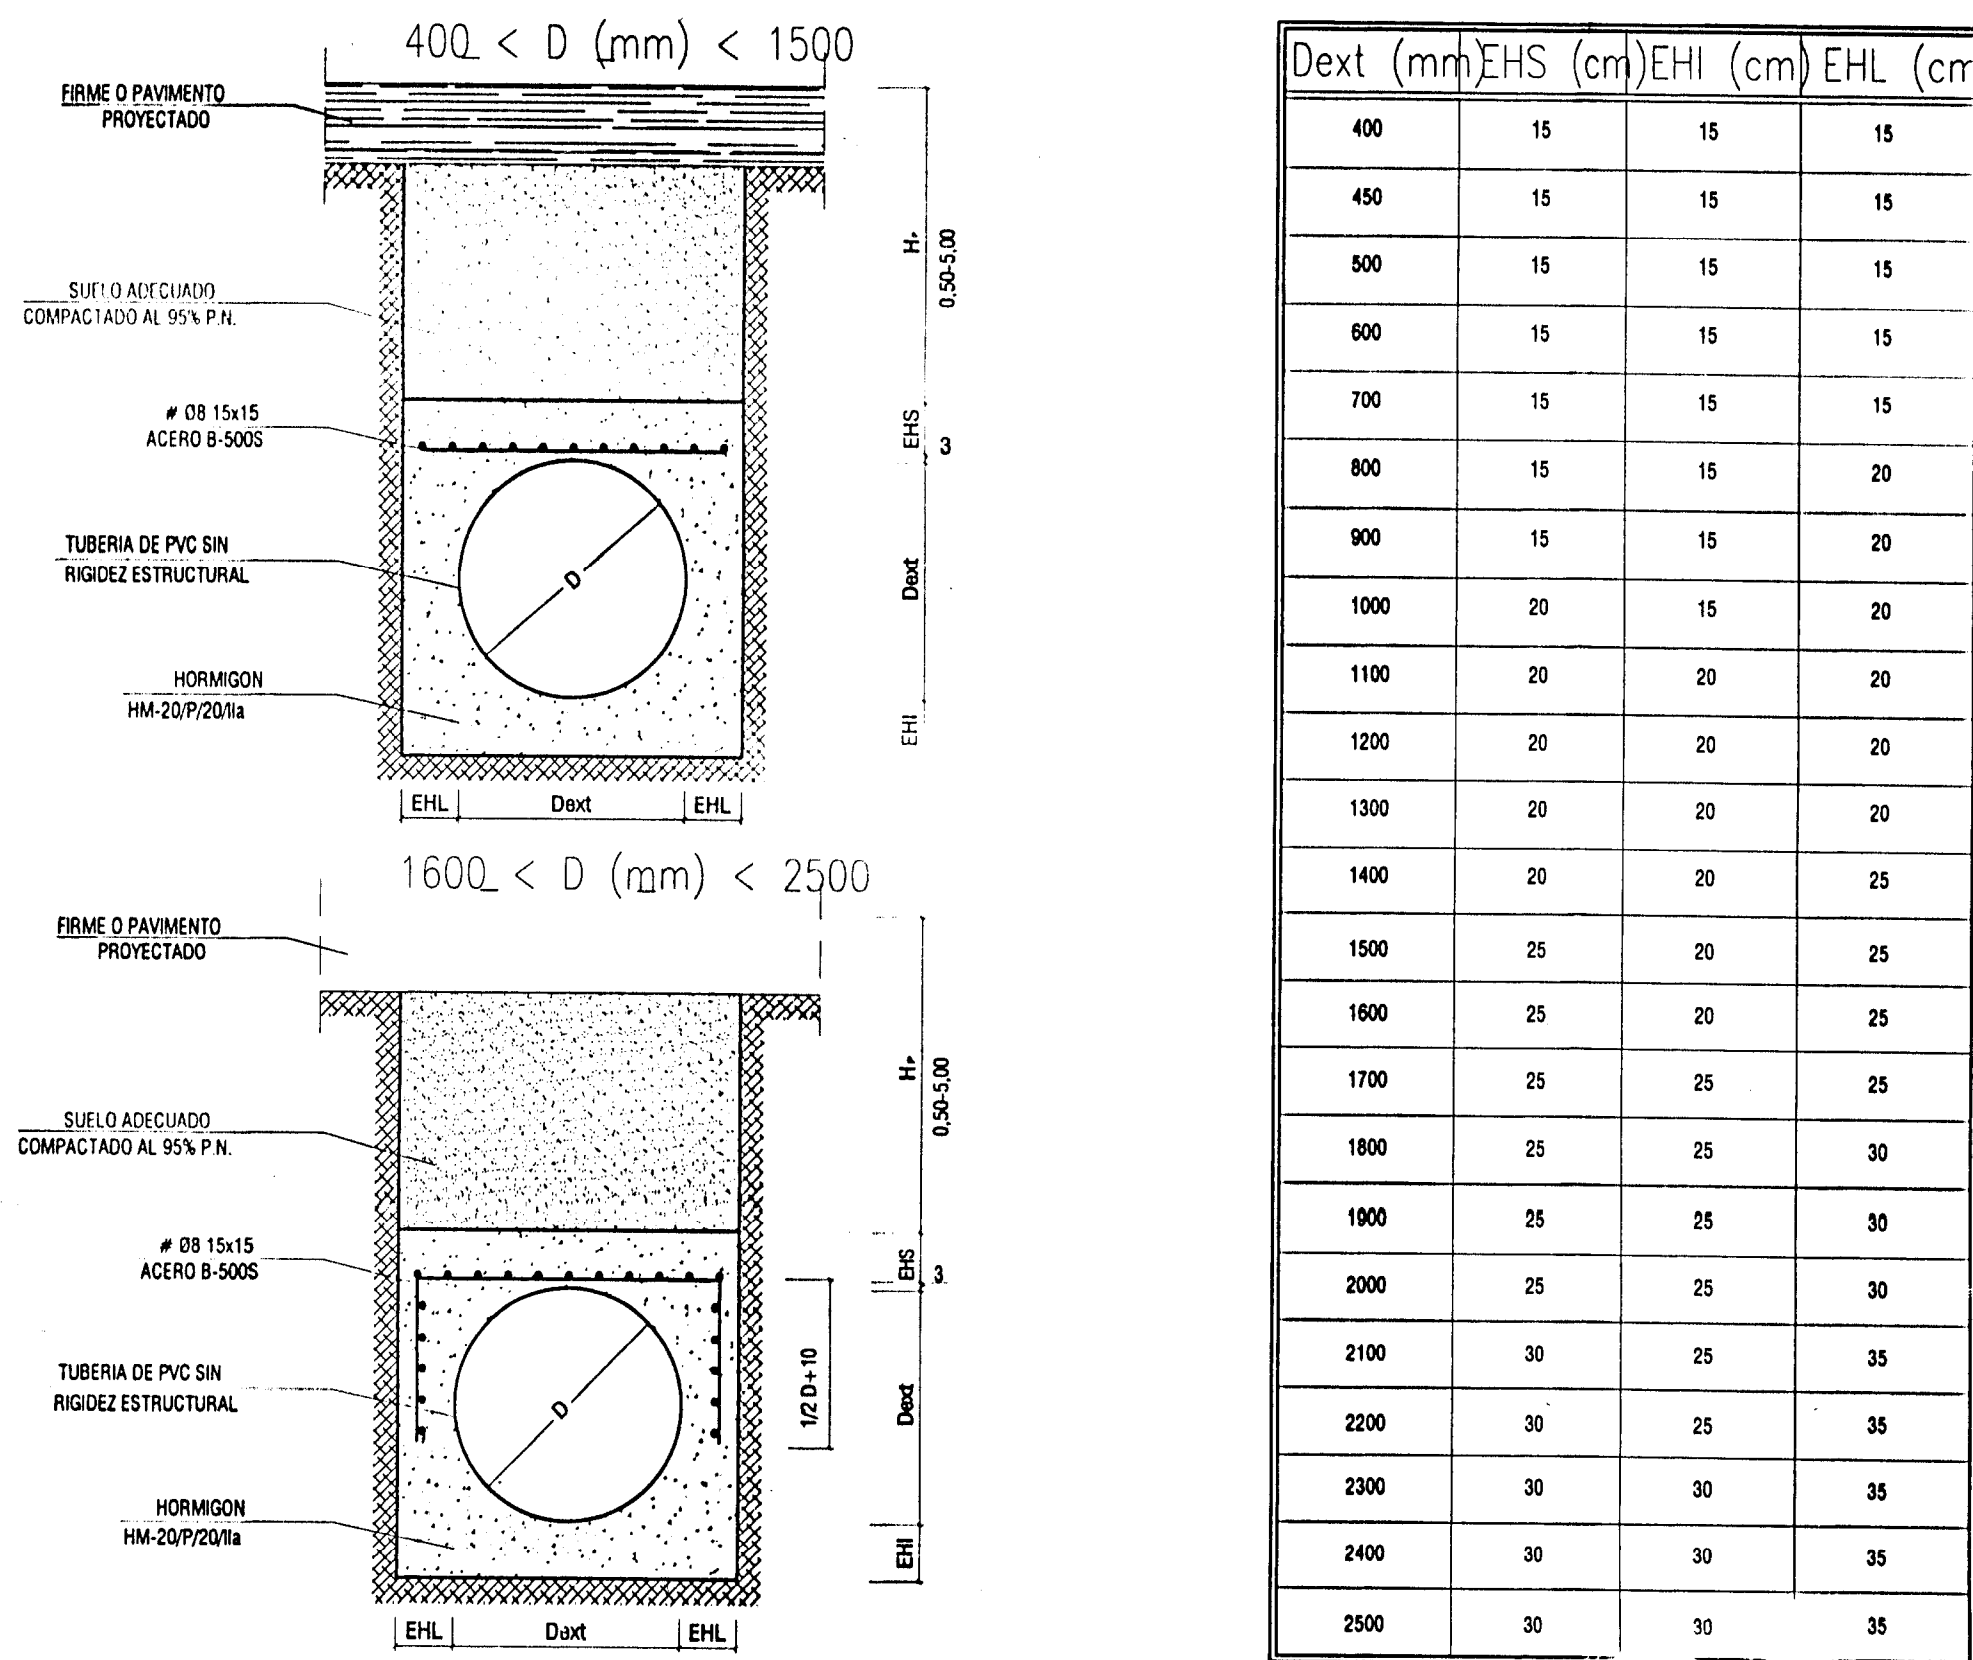 400 < D (mm) < 1500
FIRME O PAVIMENTO
PROYECTADO
SUELO ADECUADO
COMPACTADO AL 95% P.N.
# Ø8 15x15
ACERO B-500S
TUBERIA DE PVC SIN
RIGIDEZ ESTRUCTURAL
HORMIGON
HM-20/P/20/IIa
D
0,50-5,00
EHS
3
Dext
EHI
EHL Dext EHL
1600 < D (mm) < 2500
FIRME O PAVIMENTO
PROYECTADO
SUELO ADECUADO
COMPACTADO AL 95% P.N.
# Ø8 15x15
ACERO B-500S
TUBERIA DE PVC SIN
RIGIDEZ ESTRUCTURAL
HORMIGON
HM-20/P/20/IIa
D
1/2 D+10
0,50-5,00
EHS
3
Dext
EHI
EHL Dext EHL
Dext (mm) EHS (cm) EHI (cm) EHL (cm
400 15 15 15
450 15 15 15
500 15 15 15
600 15 15 15
700 15 15 15
800 15 15 20
900 15 15 20
1000 20 15 20
1100 20 20 20
1200 20 20 20
1300 20 20 20
1400 20 20 25
1500 25 20 25
1600 25 20 25
1700 25 25 25
1800 25 25 30
1900 25 25 30
2000 25 25 30
2100 30 25 35
2200 30 25 35
2300 30 30 35
2400 30 30 35
2500 30 30 35